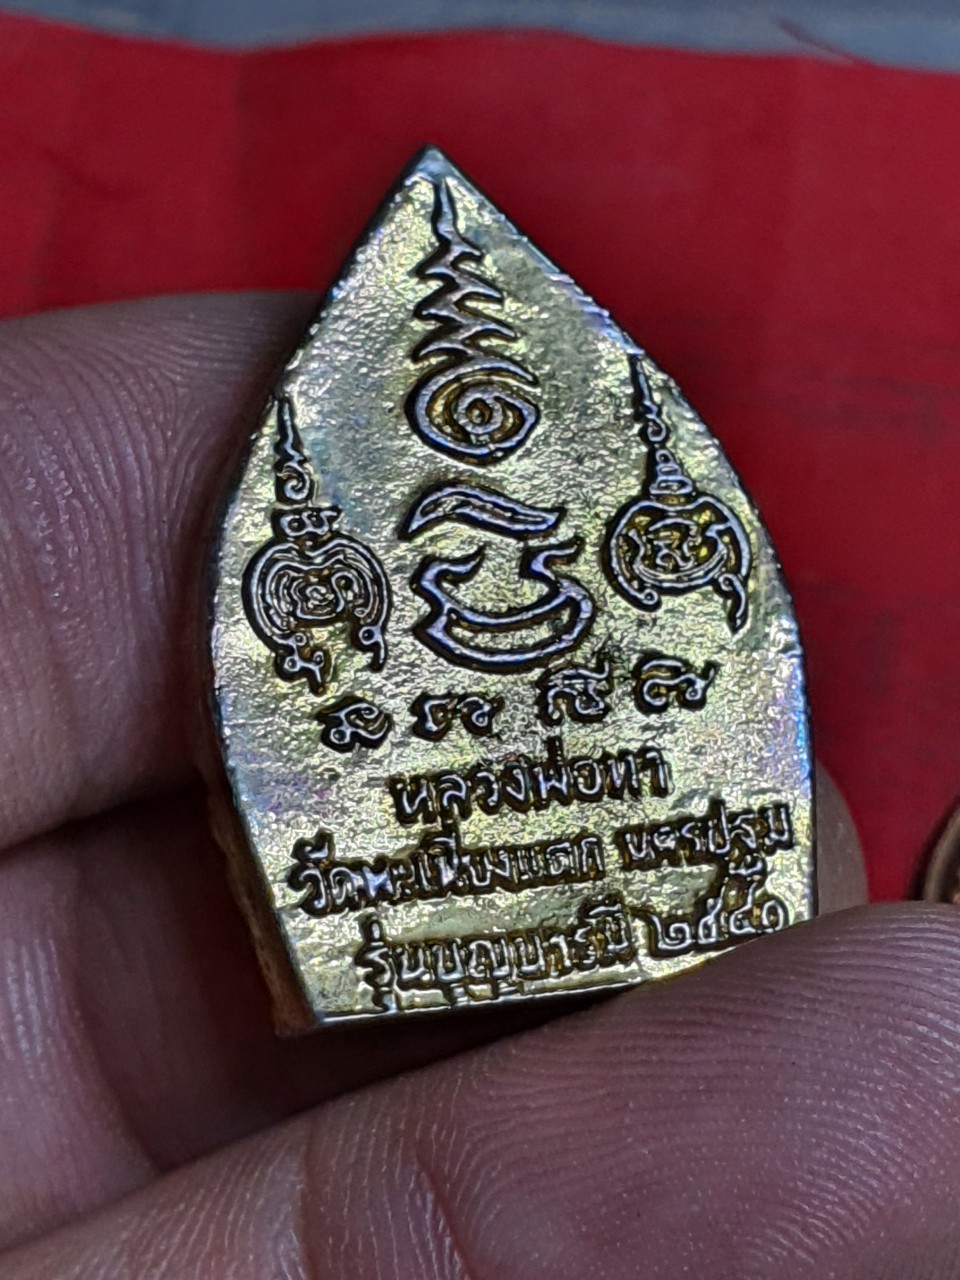 หลวงพ่อทา
วัดพะเนียงแตก นครปฐม
รุ่นบุญบารมี ๒๕๔๑